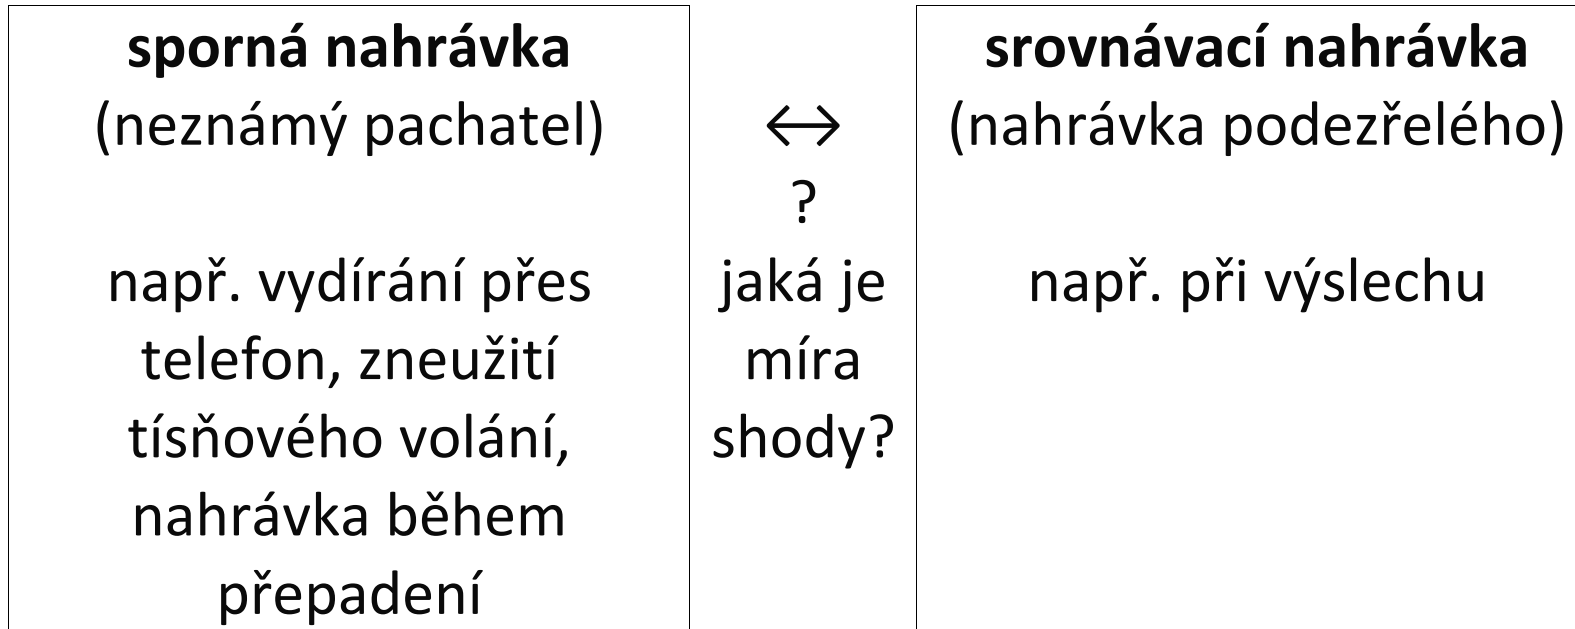 sporná nahrávka
(neznámý pachatel)
např. vydírání přes
telefon, zneužití
tísňového volání,
nahrávka během
přepadení
↔
?
jaká je
míra
shody?
srovnávací nahrávka
(nahrávka podezřelého)
např. při výslechu